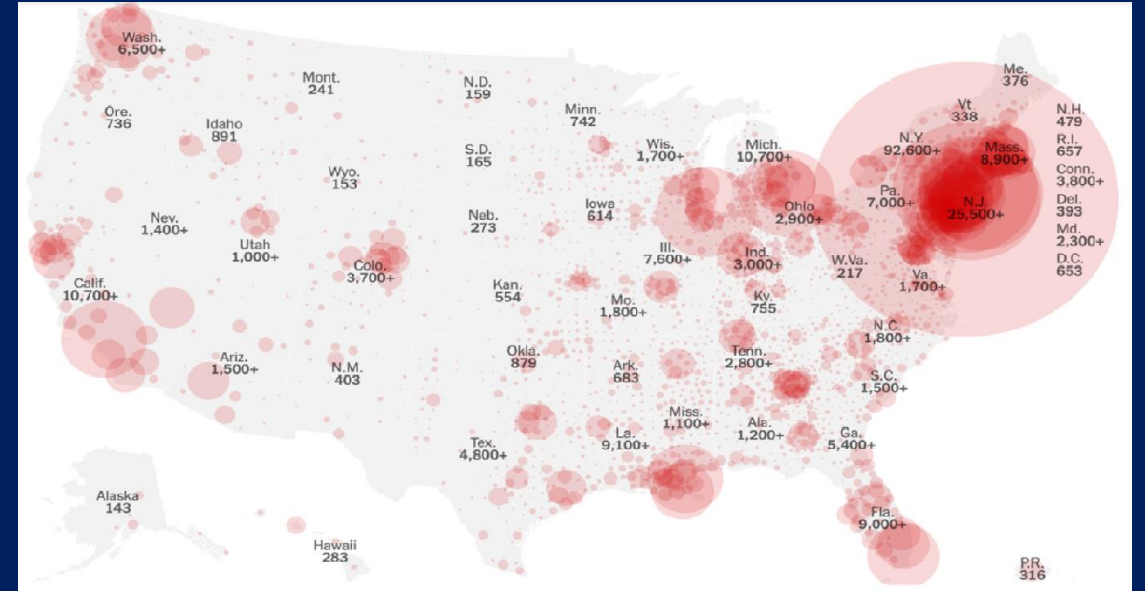 Wash.
6,500+
Mont.
241
N.D.
159
Minn.
742
Me.
376
Ore.
736
Idaho
891
Vt
338
N.H.
479
N.Y.
92,600+
Mass.
8,900+
R.I.
657
S.D.
165
Wis.
1,700+
Mich.
10,700+
Conn.
3,800+
Wyo.
153
Pa.
7,000+
Del.
393
Nev.
1,400+
Neb.
273
Iowa
614
Ohio
2,900+
N.J.
25,500+
Md.
2,300+
Utah
1,000+
Colo.
3,700+
Ill.
7,600+
Ind.
3,000+
W.Va.
217
D.C.
653
Va.
1,700+
Calif.
10,700+
Kan.
554
Mo.
1,800+
Ky.
755
N.C.
1,800+
Ariz.
1,500+
N.M.
403
Okla.
879
Ark.
683
Tenn.
2,800+
S.C.
1,500+
Miss.
1,100+
Ala.
1,200+
Ga.
5,400+
Tex.
4,800+
La.
9,100+
Alaska
143
Fla.
9,000+
Hawaii
283
P.R.
316